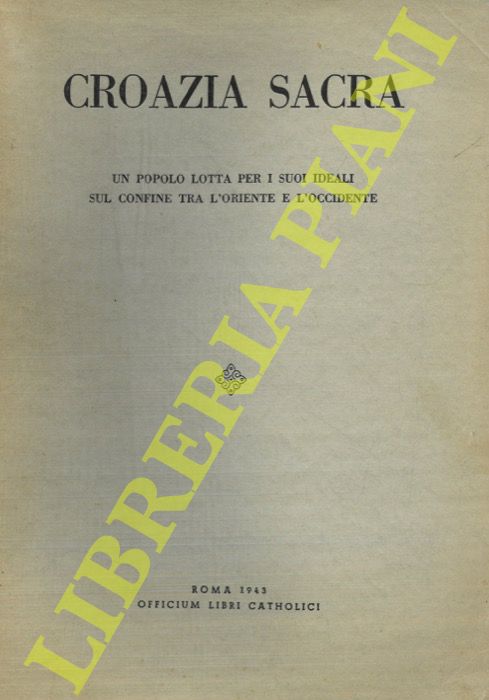 CROAZIA SACRA
UN POPOLO LOTTA PER I SUOI IDEALI
SUL CONFINE TRA L'ORIENTE E L'OCCIDENTE
LIBRERIA PIANI
ROMA 1943
OFFICIUM LIBRI CATHOLICI